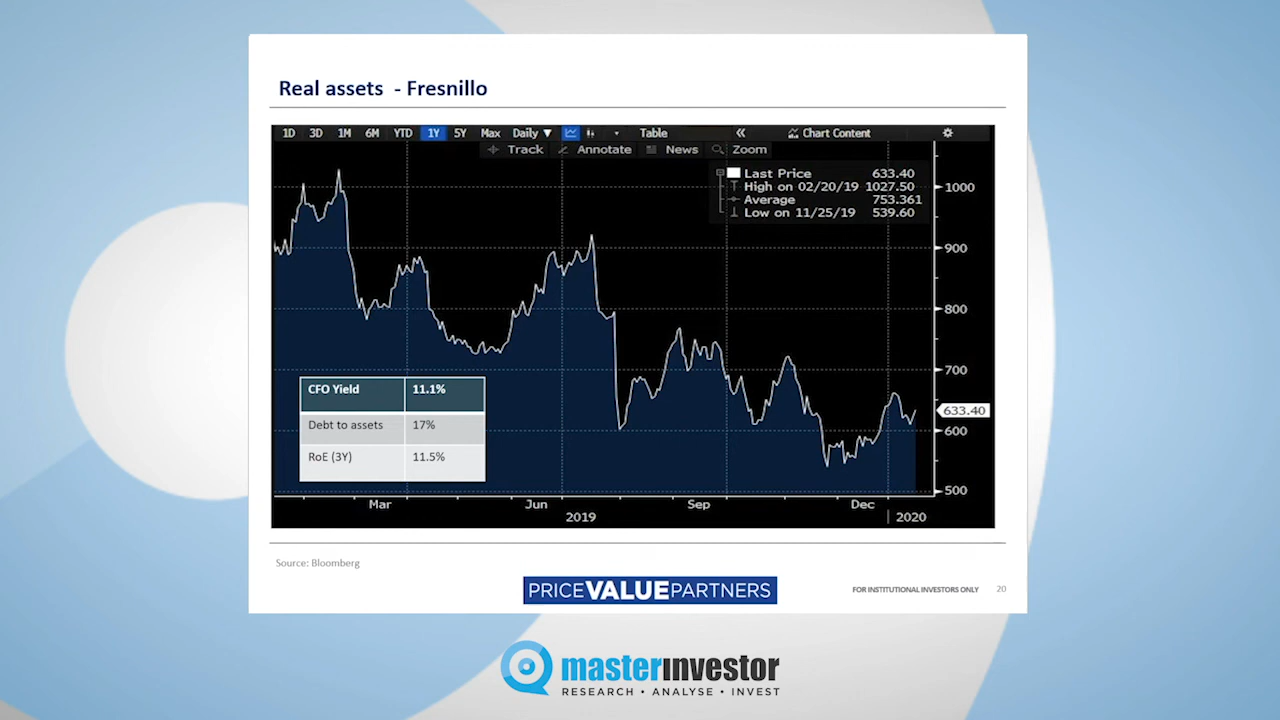 Real assets - Fresnillo
1D 3D 1M 6M YTD 1Y 5Y Max Daily ▼ Table « Chart Content
Track Annotate News Zoom
Last Price 633.40
High on 02/20/19 1027.50
Average 753.361
Low on 11/25/19 539.60
1000
900
800
700
633.40
600
500
CFO Yield 11.1%
Debt to assets 17%
RoE (3Y) 11.5%
Mar Jun Sep Dec
2019 2020
Source: Bloomberg
PRICEVALUEPARTNERS
FOR INSTITUTIONAL INVESTORS ONLY 20
masterinvestor
RESEARCH • ANALYSE • INVEST